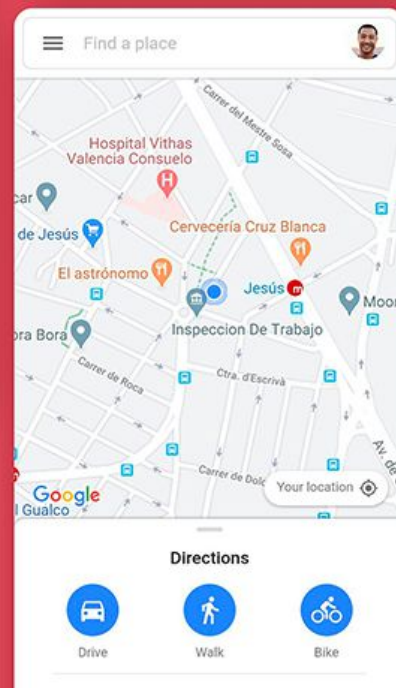 Find a place
Carrer del Mestre Sosa
Hospital Vithas
Valencia Consuelo
H
car
de Jesús
Cervecería Cruz Blanca
El astrónomo
Jesús
m
Moor
ora Bora
Inspeccion De Trabajo
Carrer de Roca
Ctra. d'Escrivà
Av. de
Carrer de Dolo
Your location
Google
l Gualco
Directions
Drive
Walk
Bike